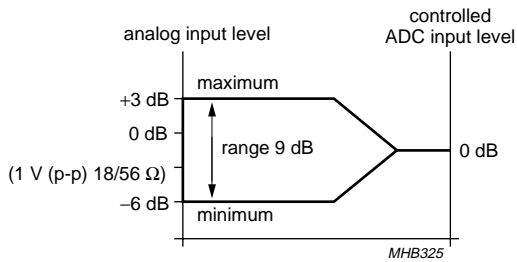 controlled
ADC input level
analog input level
maximum
+3 dB
0 dB
range 9 dB
0 dB
(1 V (p-p) 18/56 Ω)
−6 dB
minimum
MHB325